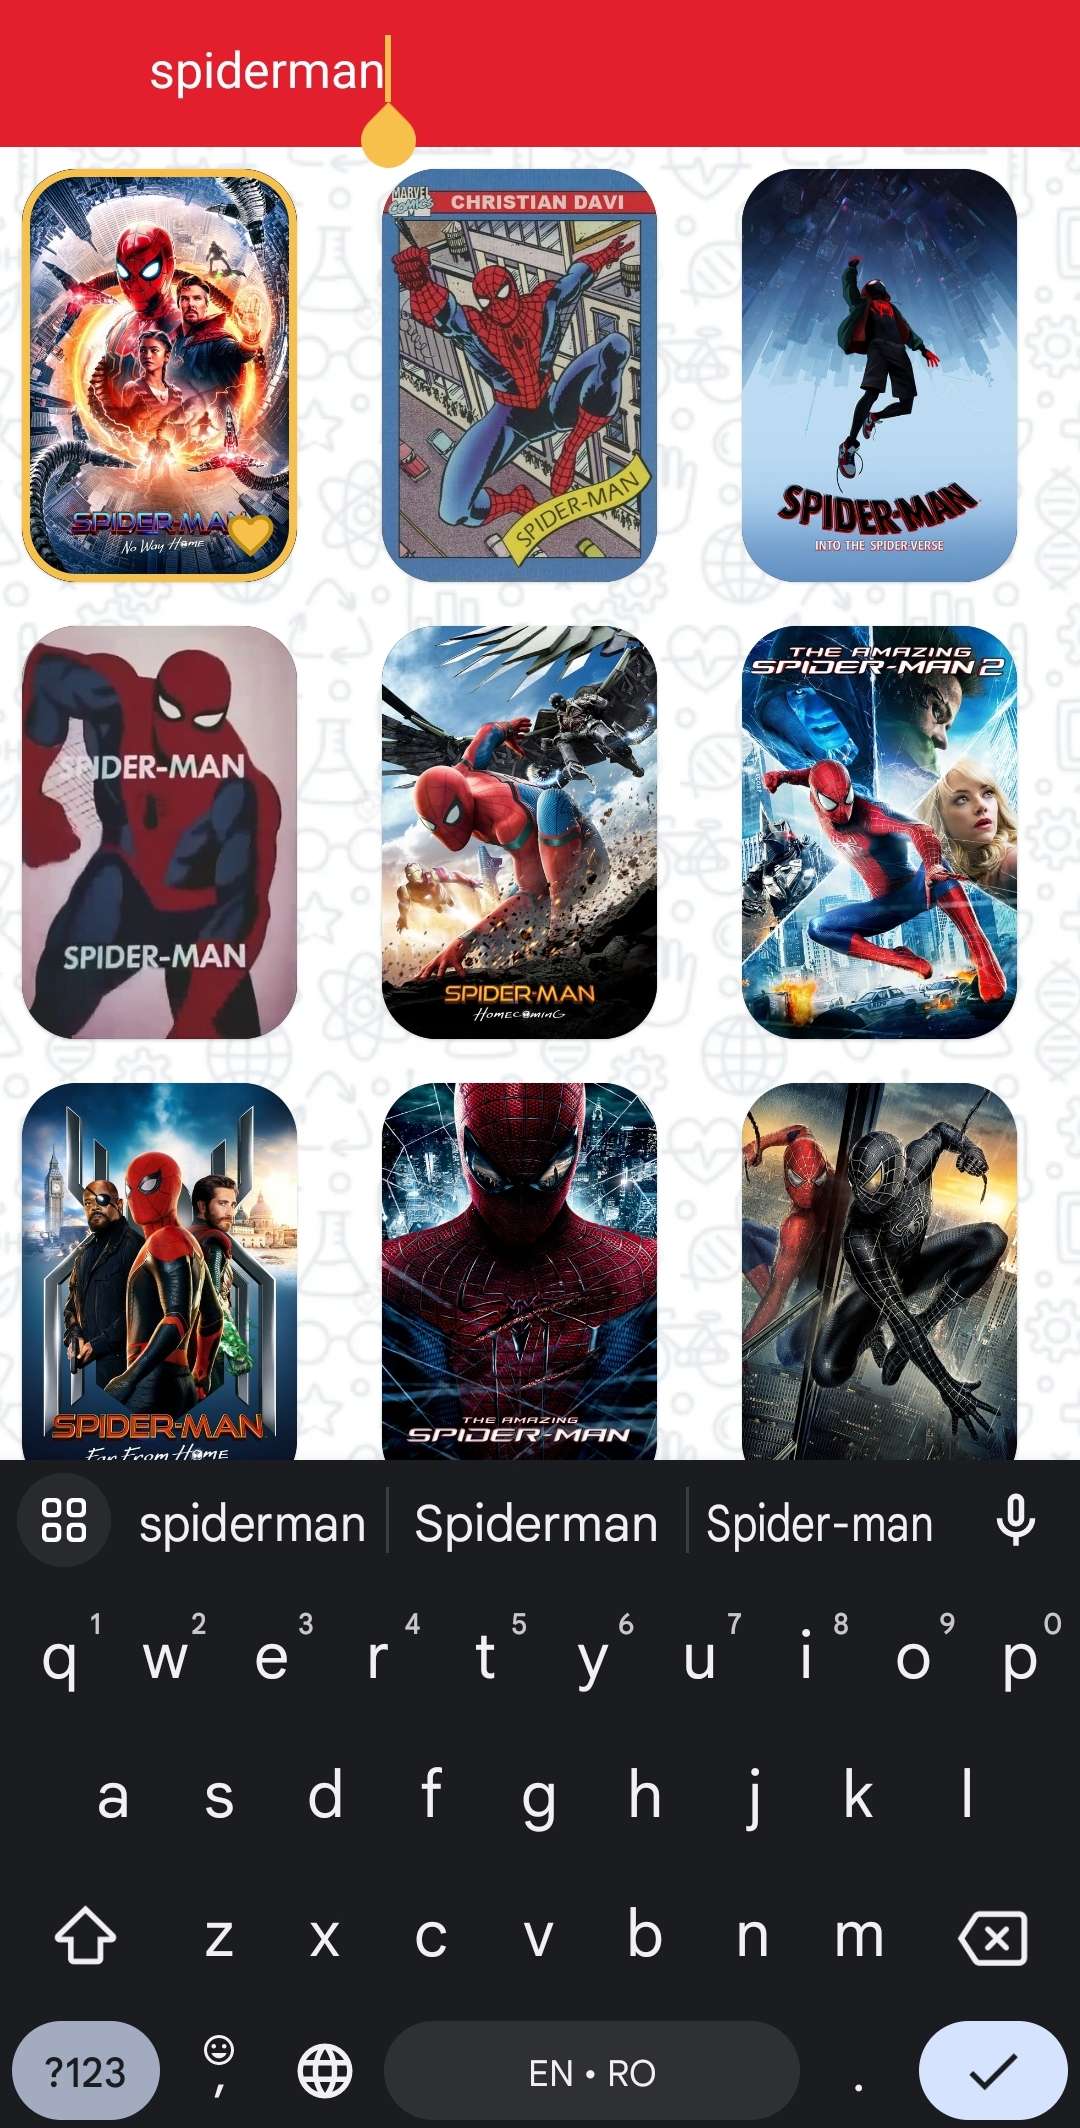 spiderman
SPIDER-MAN
No Way Home
MARVEL COMICS
CHRISTIAN DAVI
SPIDER-MAN
SPIDER-MAN
INTO THE SPIDER-VERSE
SPIDER-MAN
SPIDER-MAN
SPIDER-MAN
HOMECOMING
THE AMAZING
SPIDER-MAN 2
SPIDER-MAN
Far From Home
THE AMAZING
SPIDER-MAN
spiderman Spiderman Spider-man
1 2 3 4 5 6 7 8 9 0
q w e r t y u i o p
a s d f g h j k l
z x c v b n m
?123 , EN • RO .